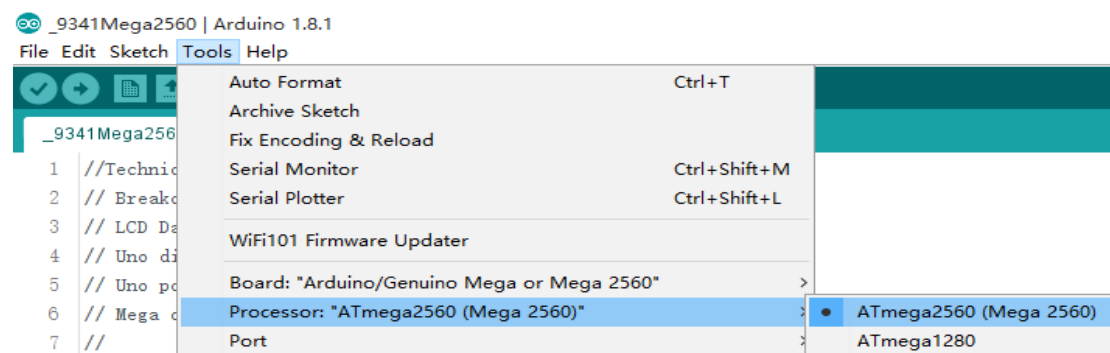 _9341Mega2560 | Arduino 1.8.1
File Edit Sketch Tools Help
Auto Format Ctrl+T
Archive Sketch
_9341Mega256
Fix Encoding & Reload
1 //Technic
Serial Monitor Ctrl+Shift+M
2 // Breako
Serial Plotter Ctrl+Shift+L
3 // LCD Da
WiFi101 Firmware Updater
4 // Uno di
5 // Uno po
Board: "Arduino/Genuino Mega or Mega 2560" >
6 // Mega
Processor: "ATmega2560 (Mega 2560)" > ● ATmega2560 (Mega 2560)
7 //
Port > ATmega1280